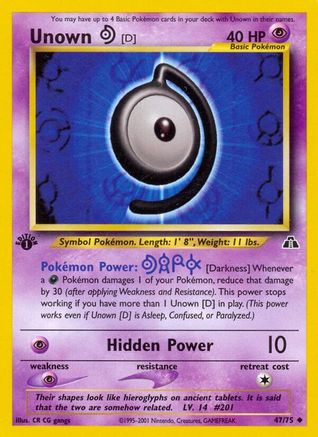 You may have up to 4 Basic Pokémon cards in your deck with Unown in their names.
Unown [D] 40 HP
Basic Pokémon
EDITION 1
Symbol Pokémon. Length: 1' 8", Weight: 11 lbs.
Pokémon Power: [Darkness] Whenever
a Pokémon damages 1 of your Pokémon, reduce that damage
by 30 (after applying Weakness and Resistance). This power stops
working if you have more than 1 Unown [D] in play. (This power
works even if Unown [D] is Asleep, Confused, or Paralyzed.)
Hidden Power 10
weakness resistance retreat cost
Their shapes look like hieroglyphs on ancient tablets. It is said
that the two are somehow related. LV. 14 #201
illus. CR CG gangs ©1995-2001 Nintendo, Creatures, GAMEFREAK. 47/75